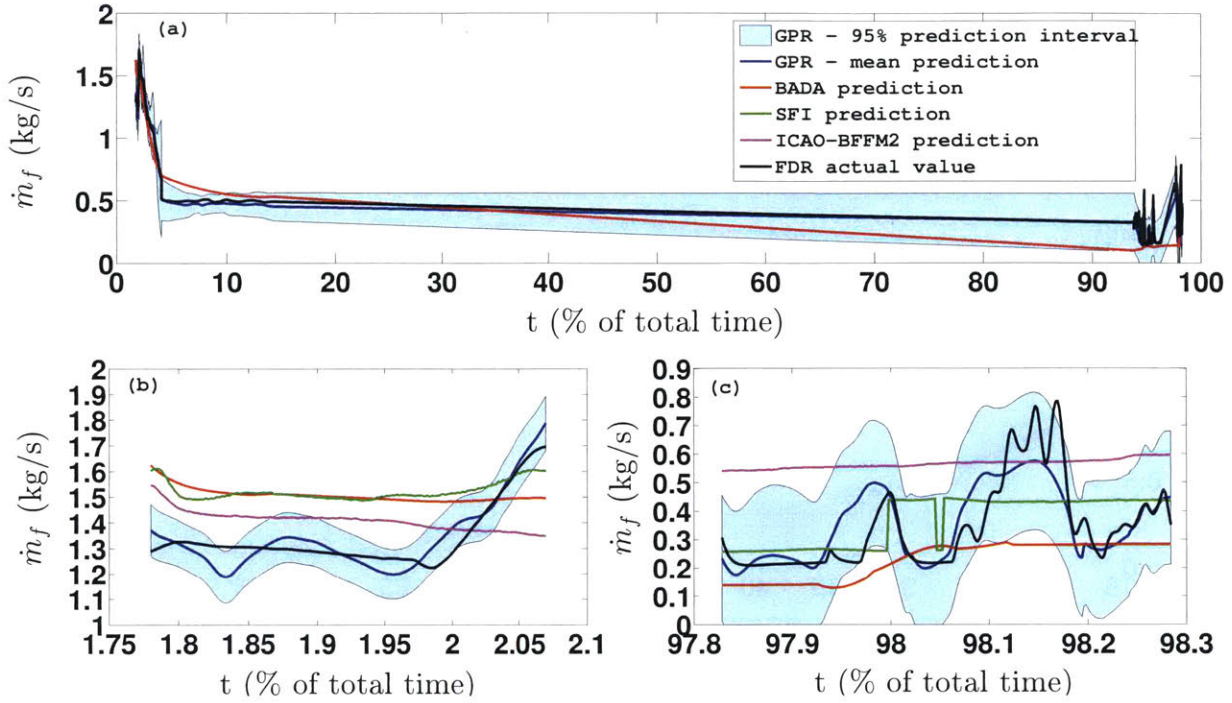 (a)
GPR - 95% prediction interval
GPR - mean prediction
BADA prediction
SFI prediction
ICAO-BFFM2 prediction
FDR actual value
ṁf (kg/s)
2
1.5
1
0.5
0
0 10 20 30 40 50 60 70 80 90 100
t (% of total time)
(b)
ṁf (kg/s)
2
1.9
1.8
1.7
1.6
1.5
1.4
1.3
1.2
1.1
1
1.75 1.8 1.85 1.9 1.95 2 2.05 2.1
t (% of total time)
(c)
ṁf (kg/s)
0.9
0.8
0.7
0.6
0.5
0.4
0.3
0.2
0.1
0
97.8 97.9 98 98.1 98.2 98.3
t (% of total time)